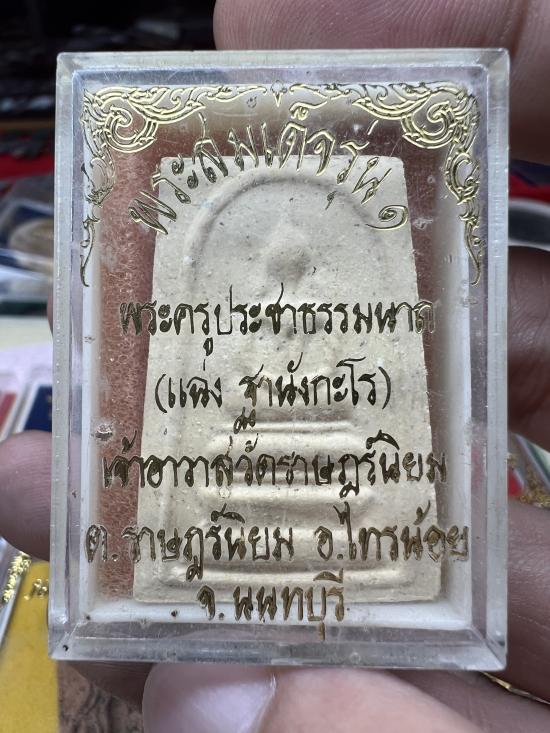 พระสมเด็จรุ่น ๑
พระครูประชาธรรมนาถ
(แฉ่ง ฐานังกะโร)
เจ้าอาวาสวัดราษฎร์นิยม
ต.ราษฎร์นิยม อ.ไทรน้อย
จ.นนทบุรี